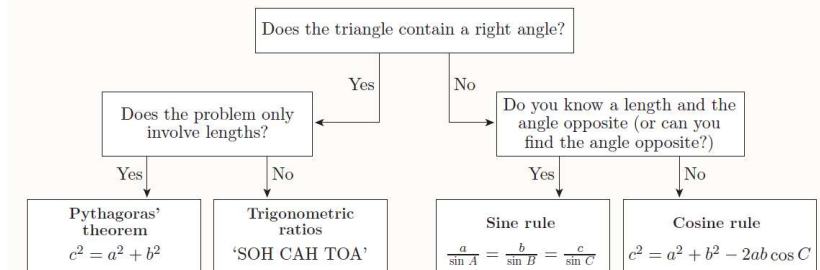 Does the triangle contain a right angle?
Yes
No
Does the problem only
involve lengths?
Do you know a length and the
angle opposite (or can you
find the angle opposite?)
Yes
No
Yes
No
Pythagoras'
theorem
c² = a² + b²
Trigonometric
ratios
'SOH CAH TOA'
Sine rule
a/sin A = b/sin B = c/sin C
Cosine rule
c² = a² + b² − 2ab cos C